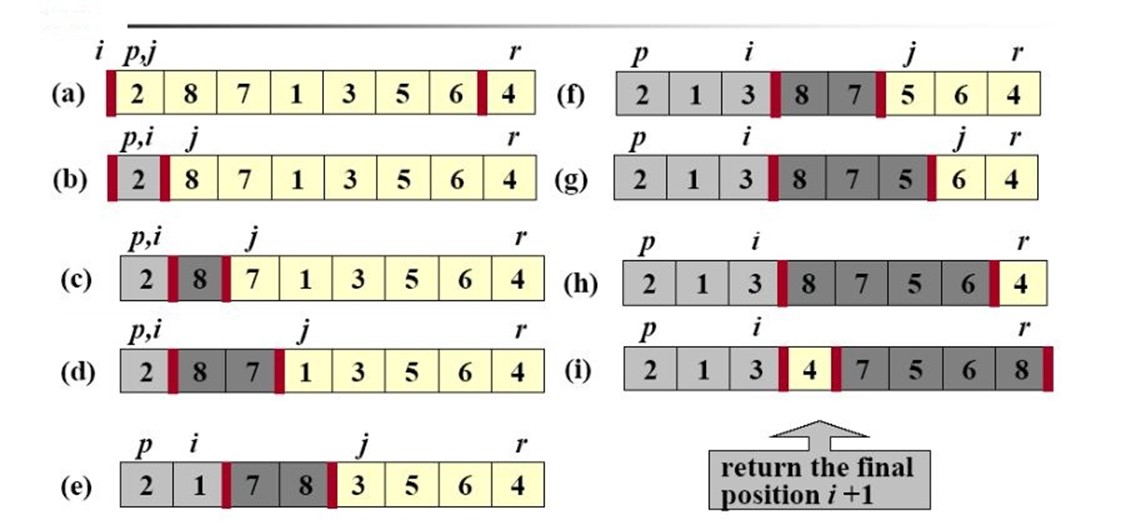 i p,j r
(a) 2 8 7 1 3 5 6 4
p,i j r
(b) 2 8 7 1 3 5 6 4
p,i j r
(c) 2 8 7 1 3 5 6 4
p,i j r
(d) 2 8 7 1 3 5 6 4
p i j r
(e) 2 1 7 8 3 5 6 4
p i j r
(f) 2 1 3 8 7 5 6 4
p i j r
(g) 2 1 3 8 7 5 6 4
p i r
(h) 2 1 3 8 7 5 6 4
p i r
(i) 2 1 3 4 7 5 6 8
return the final
position i +1